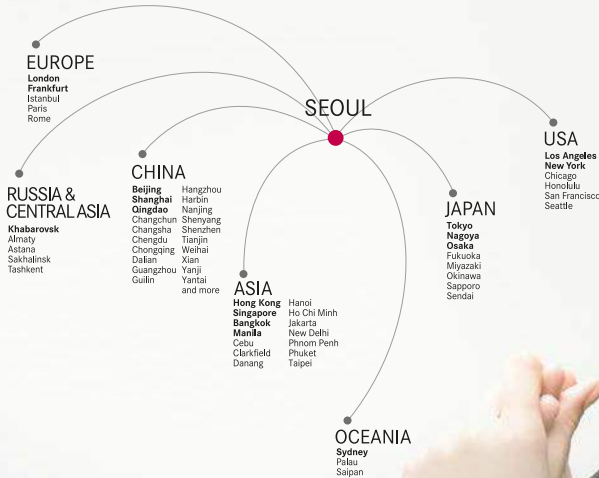 EUROPE
London
Frankfurt
Istanbul
Paris
Rome
SEOUL
USA
Los Angeles
New York
Chicago
Honolulu
San Francisco
Seattle
RUSSIA &
CENTRAL ASIA
Khabarovsk
Almaty
Astana
Sakhalinsk
Tashkent
CHINA
Beijing
Shanghai
Qingdao
Changchun
Changsha
Chengdu
Chongqing
Dalian
Guangzhou
Guilin
Hangzhou
Harbin
Nanjing
Shenyang
Shenzhen
Tianjin
Weihai
Xian
Yanji
Yantai
and more
JAPAN
Tokyo
Nagoya
Osaka
Fukuoka
Miyazaki
Okinawa
Sapporo
Sendai
ASIA
Hong Kong
Singapore
Bangkok
Manila
Cebu
Clarkfield
Danang
Hanoi
Ho Chi Minh
Jakarta
New Delhi
Phnom Penh
Phuket
Taipei
OCEANIA
Sydney
Palau
Saipan